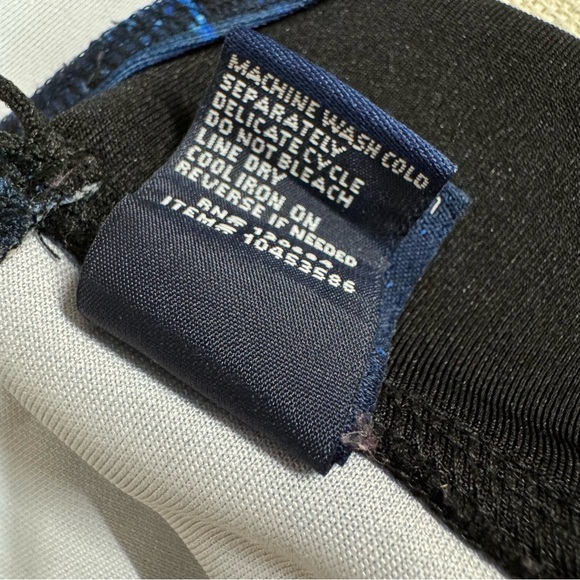 MACHINE WASH COLD
SEPARATELY
DELICATE CYCLE
DO NOT BLEACH
LINE DRY
COOL IRON ON
REVERSE IF NEEDED
RN#
ITEM# 10453586